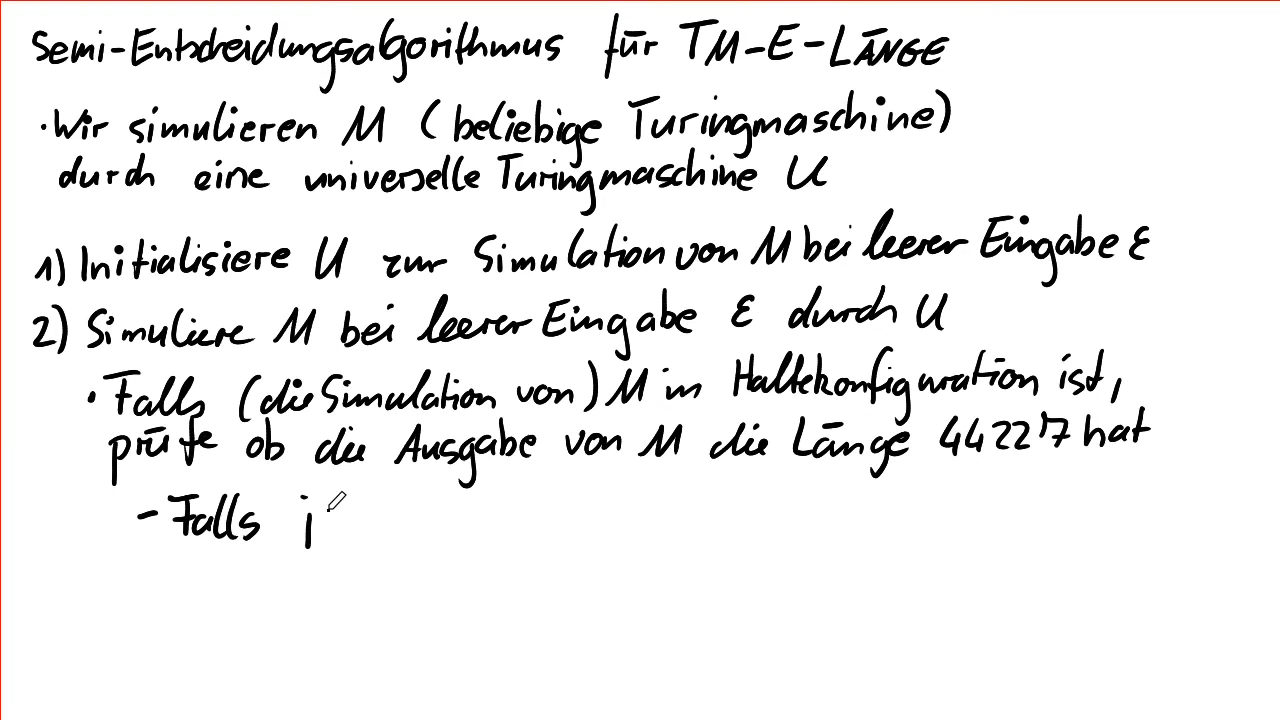 Semi-Entscheidungsalgorithmus für TM-E-LÄNGE
· Wir simulieren M (beliebige Turingmaschine)
durch eine universelle Turingmaschine U
1) Initialisiere U zur Simulation von M bei leerer Eingabe ε
2) Simuliere M bei leerer Eingabe ε durch U
· Falls (die Simulation von) M in Haltekonfiguration ist,
prüfe ob die Ausgabe von M die Länge 44227 hat
- Falls j